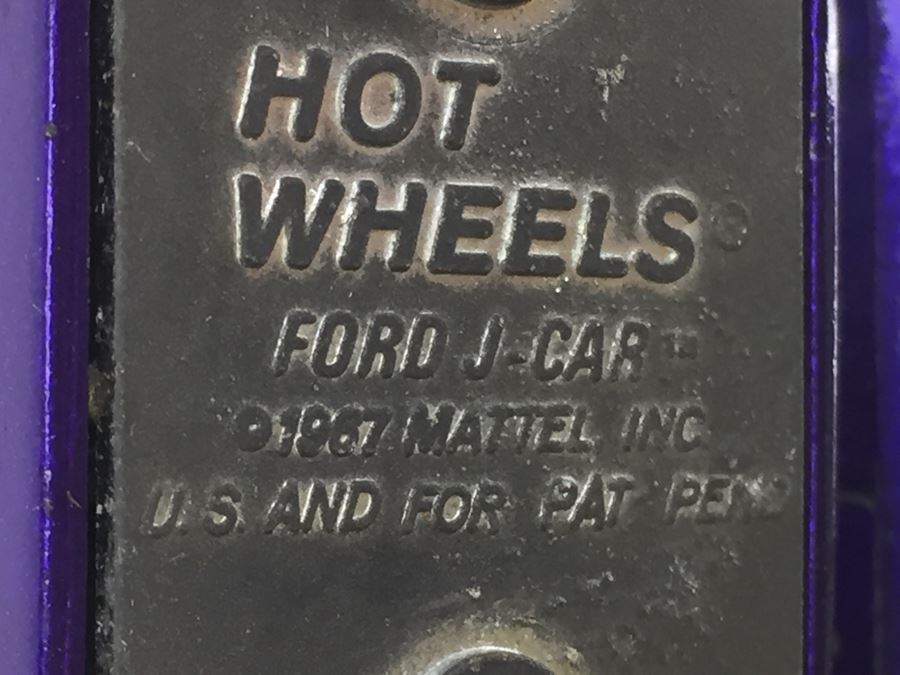 HOT
WHEELS®
FORD J-CAR™
©1967 MATTEL, INC.
U.S. AND FOR PAT PEND